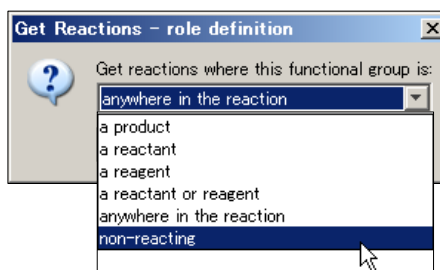 Get Reactions - role definition
Get reactions where this functional group is:
anywhere in the reaction
a product
a reactant
a reagent
a reactant or reagent
anywhere in the reaction
non-reacting